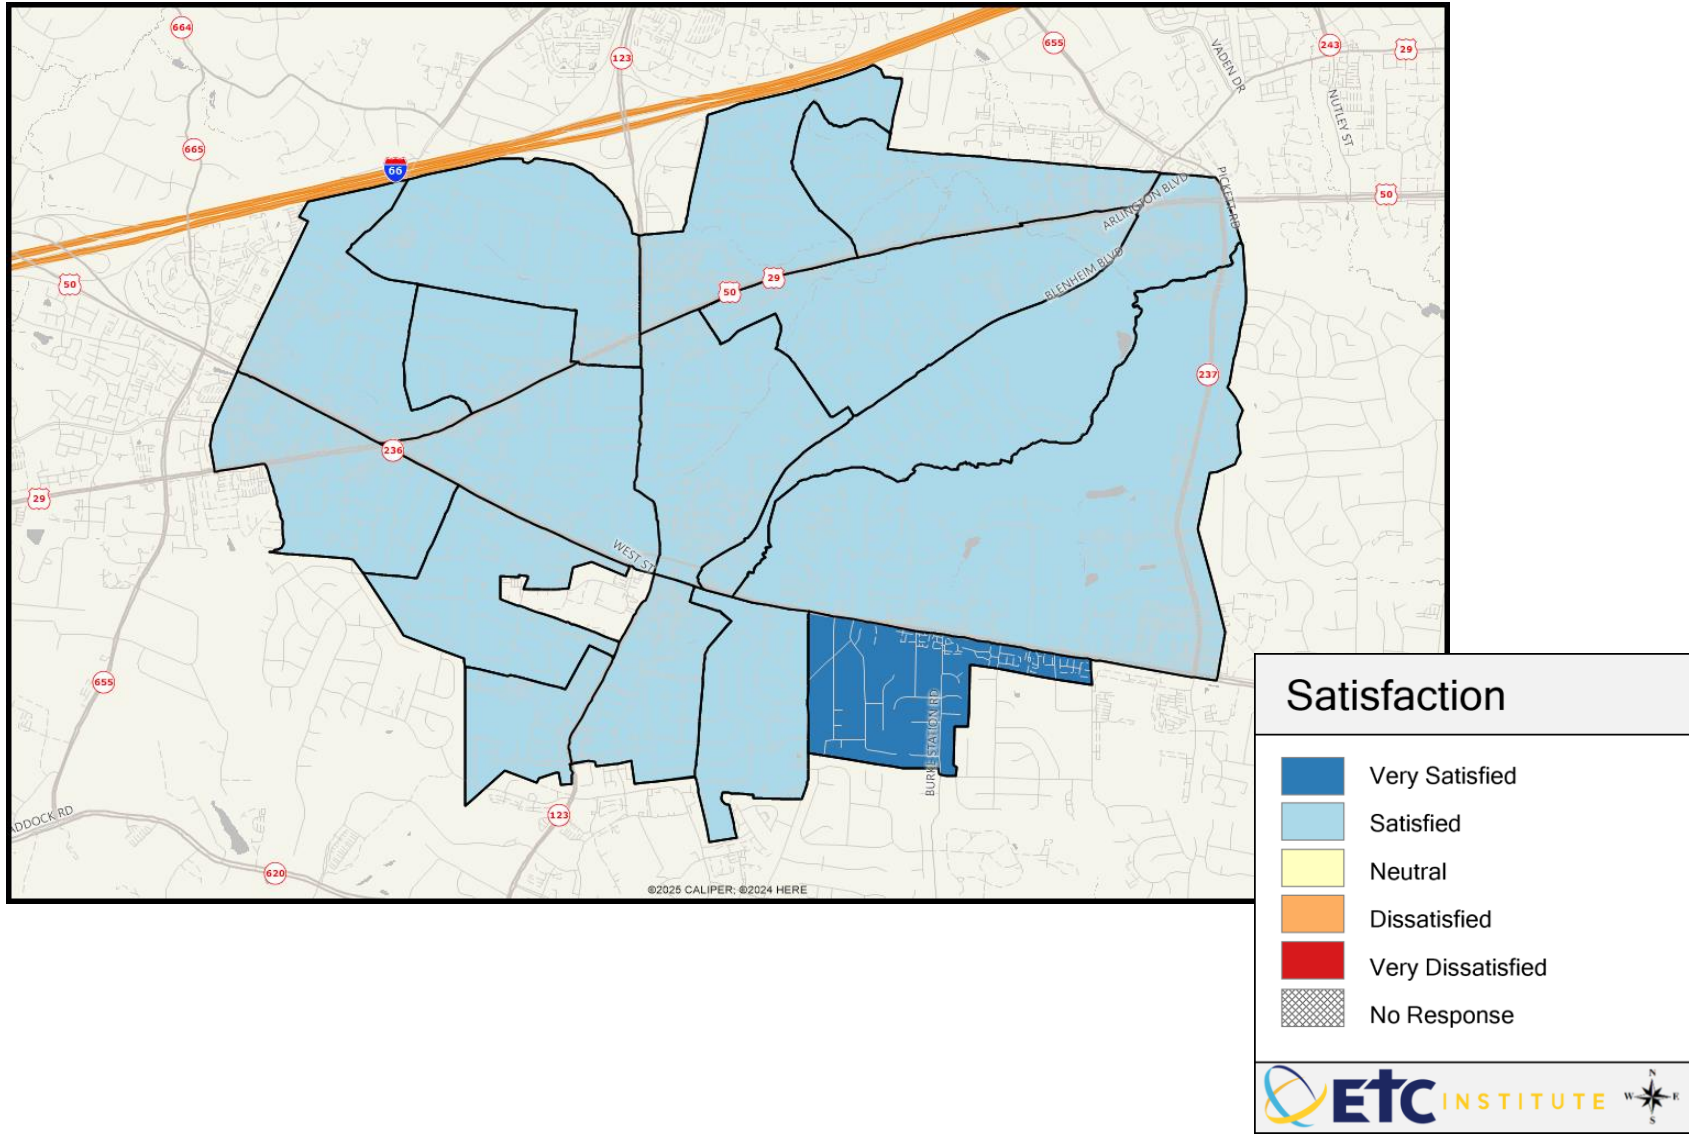 664
123
655
243
29
VADEN DR
NUTLEY ST
665
66
PICKETT RD
ARLINGTON BLVD
50
BLENHEIM BLVD
50
50
29
237
236
29
WEST ST
655
BURKE STATION RD
123
ADDOCK RD
620
©2025 CALIPER; ©2024 HERE
Satisfaction
Very Satisfied
Satisfied
Neutral
Dissatisfied
Very Dissatisfied
No Response
ETC INSTITUTE
N
W E
S